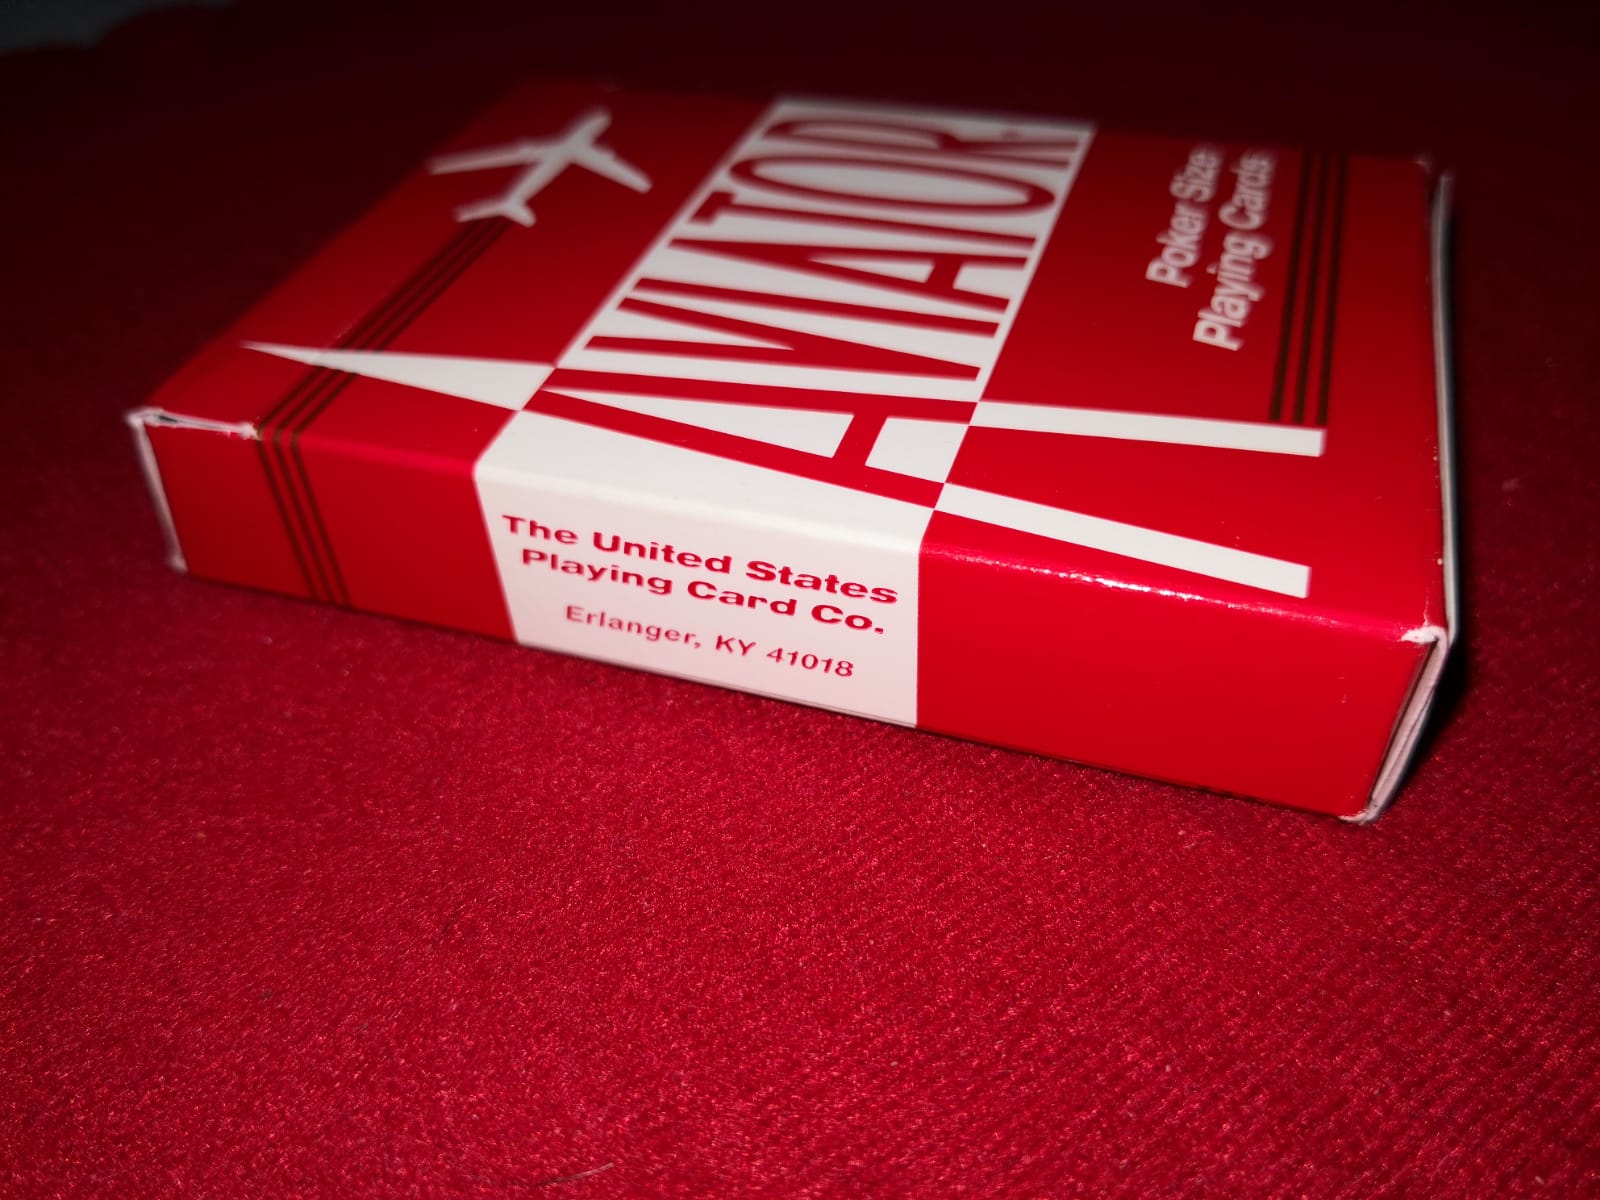 AVIATOR
Poker Size
Playing Cards
The United States
Playing Card Co.
Erlanger, KY 41018